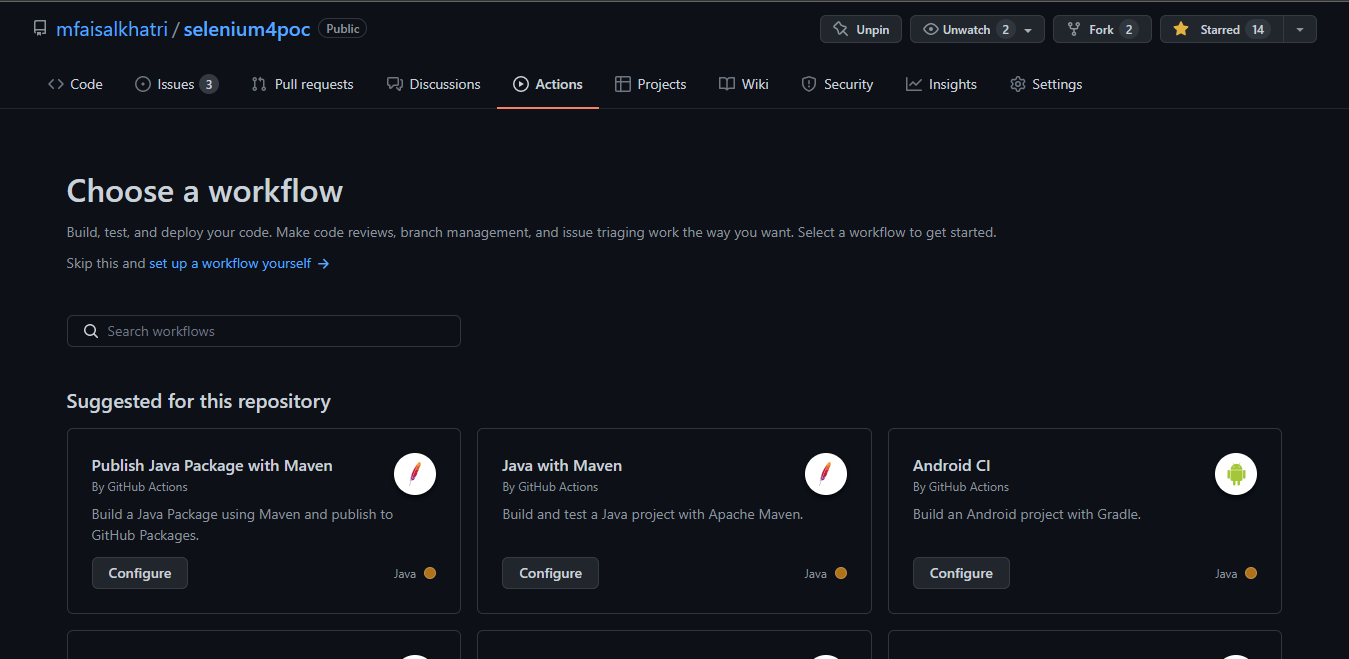 mfaisalkhatri / selenium4poc Public Unpin Unwatch 2 Fork 2 Starred 14
Code Issues 3 Pull requests Discussions Actions Projects Wiki Security Insights Settings
Choose a workflow
Build, test, and deploy your code. Make code reviews, branch management, and issue triaging work the way you want. Select a workflow to get started.
Skip this and set up a workflow yourself →
Search workflows
Suggested for this repository
Publish Java Package with Maven
By GitHub Actions
Build a Java Package using Maven and publish to
GitHub Packages.
Configure Java
Java with Maven
By GitHub Actions
Build and test a Java project with Apache Maven.
Configure Java
Android CI
By GitHub Actions
Build an Android project with Gradle.
Configure Java